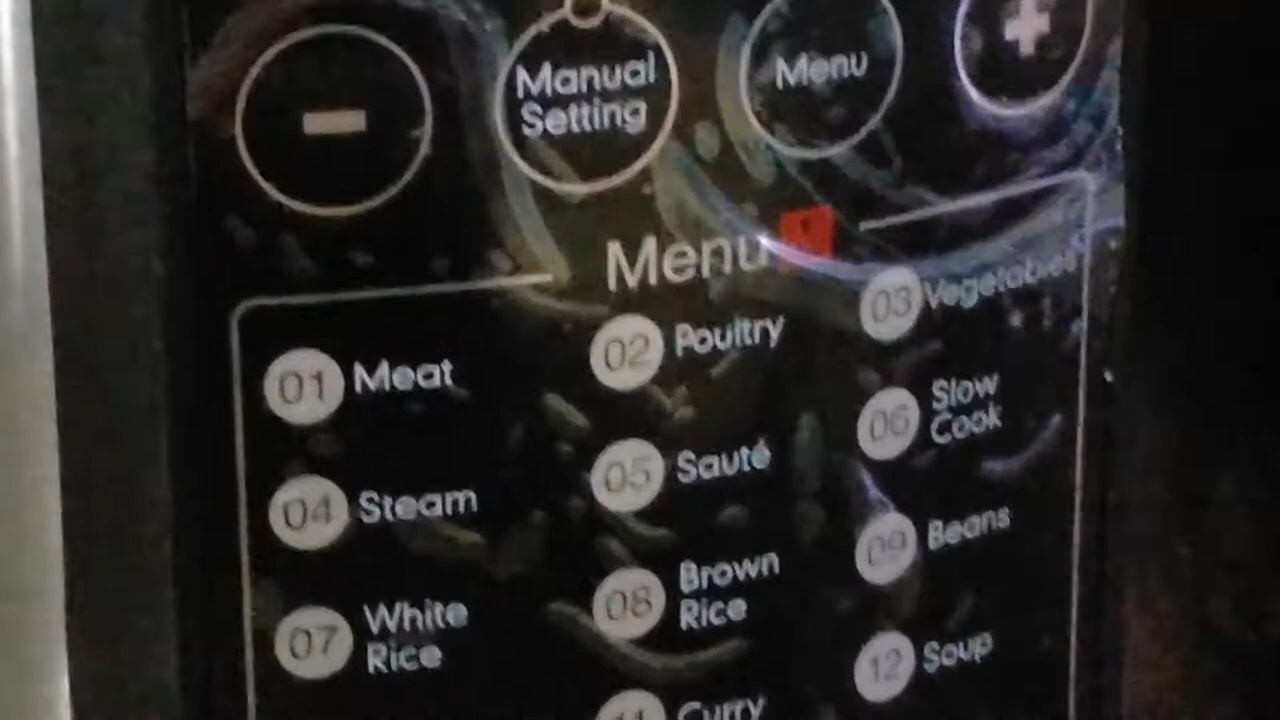 Manual
Setting
Menu
Menu
01 Meat
02 Poultry
03 Vegetables
04 Steam
05 Sauté
06 Slow
Cook
07 White
Rice
08 Brown
Rice
09 Beans
11 Curry
12 Soup